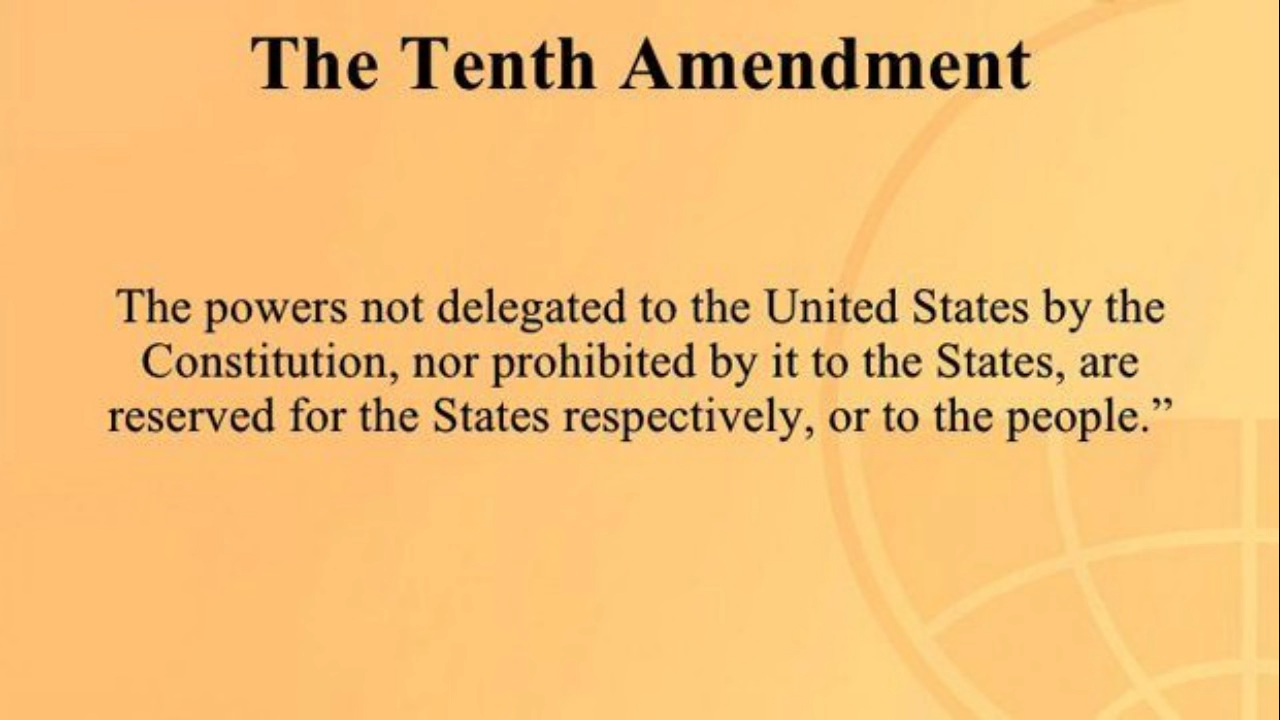 The Tenth Amendment
The powers not delegated to the United States by the
Constitution, nor prohibited by it to the States, are
reserved for the States respectively, or to the people.”